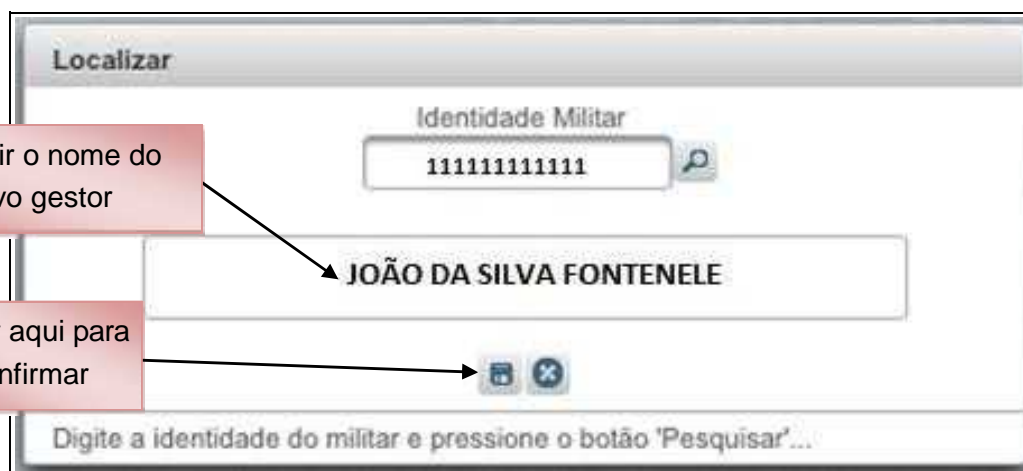 Localizar
Identidade Militar
111111111111
ir o nome do
vo gestor
JOÃO DA SILVA FONTENELE
aqui para
nfirmar
Digite a identidade do militar e pressione o botão 'Pesquisar'...